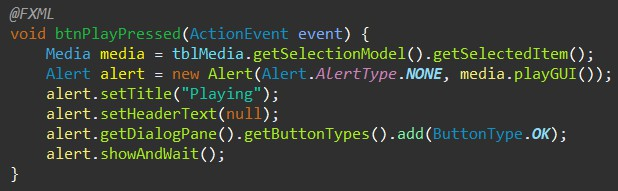 @FXML
void btnPlayPressed(ActionEvent event) {
    Media media = tblMedia.getSelectionModel().getSelectedItem();
    Alert alert = new Alert(Alert.AlertType.NONE, media.playGUI());
    alert.setTitle("Playing");
    alert.setHeaderText(null);
    alert.getDialogPane().getButtonTypes().add(ButtonType.OK);
    alert.showAndWait();
}